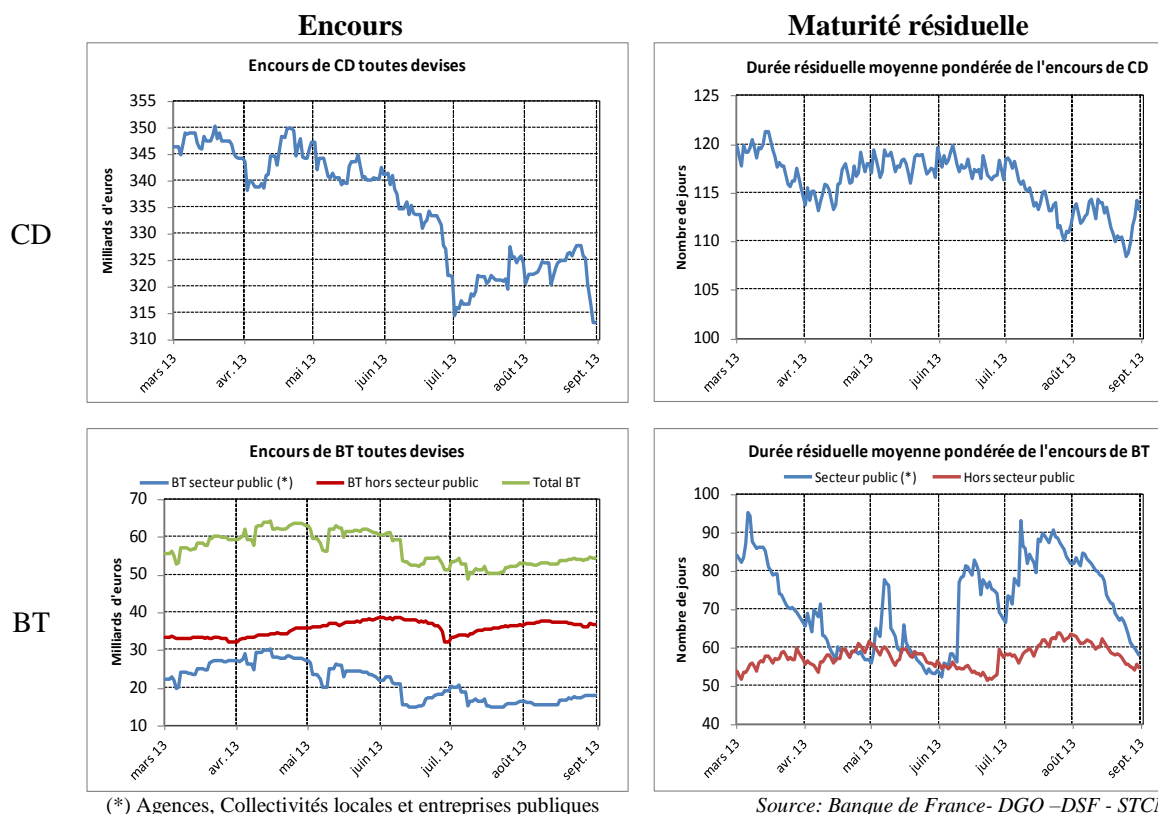 Encours
Maturité résiduelle
CD
Encours de CD toutes devises
Milliards d'euros
355
350
345
340
335
330
325
320
315
310
mars 13
avr. 13
mai 13
juin 13
juil. 13
août 13
sept. 13
Durée résiduelle moyenne pondérée de l'encours de CD
Nombre de jours
125
120
115
110
105
100
mars 13
avr. 13
mai 13
juin 13
juil. 13
août 13
sept. 13
BT
Encours de BT toutes devises
BT secteur public (*) BT hors secteur public Total BT
Milliards d'euros
70
60
50
40
30
20
10
mars 13
avr. 13
mai 13
juin 13
juil. 13
août 13
sept. 13
Durée résiduelle moyenne pondérée de l'encours de BT
Secteur public (*) Hors secteur public
Nombre de jours
100
90
80
70
60
50
40
mars 13
avr. 13
mai 13
juin 13
juil. 13
août 13
sept. 13
(*) Agences, Collectivités locales et entreprises publiques
Source: Banque de France- DGO –DSF -